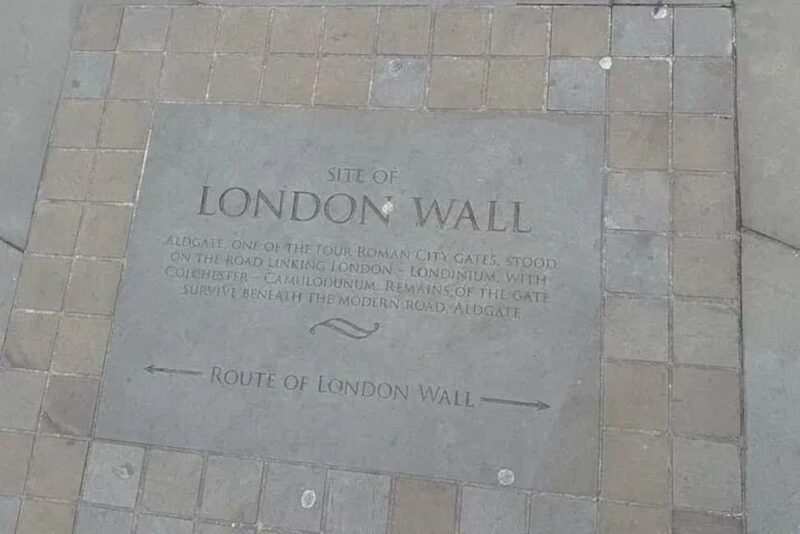 SITE OF
LONDON WALL
ALDGATE, ONE OF THE FOUR ROMAN CITY GATES, STOOD
ON THE ROAD LINKING LONDON – LONDINIUM, WITH
COLCHESTER – CAMULODUNUM. REMAINS OF THE GATE
SURVIVE BENEATH THE MODERN ROAD, ALDGATE
ROUTE OF LONDON WALL